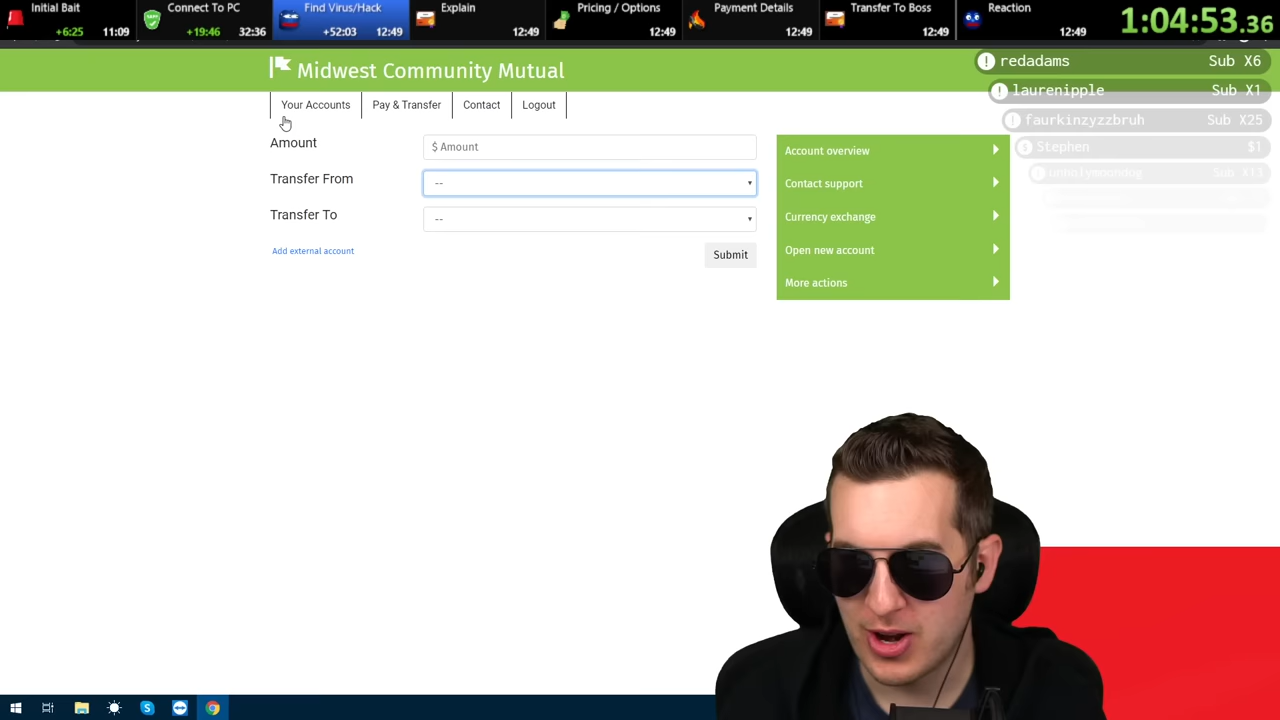 Initial Bait
+6:25 11:09
Connect To PC
+19:46 32:36
Find Virus/Hack
+52:03 12:49
Explain
12:49
Pricing / Options
12:49
Payment Details
12:49
Transfer To Boss
12:49
Reaction
12:49
1:04:53.36
Midwest Community Mutual
redadams Sub X6
laurenipple Sub X1
faurkinzyzzbruh Sub X25
Stephen $1
unholymoondog Sub X13
Your Accounts
Pay & Transfer
Contact
Logout
Amount
$ Amount
Transfer From
--
Transfer To
--
Add external account
Submit
Account overview
Contact support
Currency exchange
Open new account
More actions